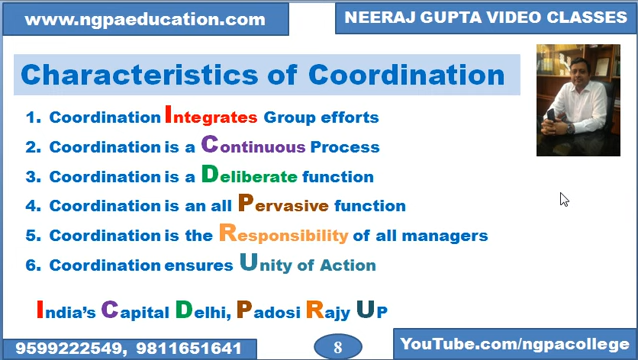 www.ngpaeducation.com
NEERAJ GUPTA VIDEO CLASSES
Characteristics of Coordination
1. Coordination Integrates Group efforts
2. Coordination is a Continuous Process
3. Coordination is a Deliberate function
4. Coordination is an all Pervasive function
5. Coordination is the Responsibility of all managers
6. Coordination ensures Unity of Action
India's Capital Delhi, Padosi Rajy UP
9599222549, 9811651641
8
YouTube.com/ngpacollege